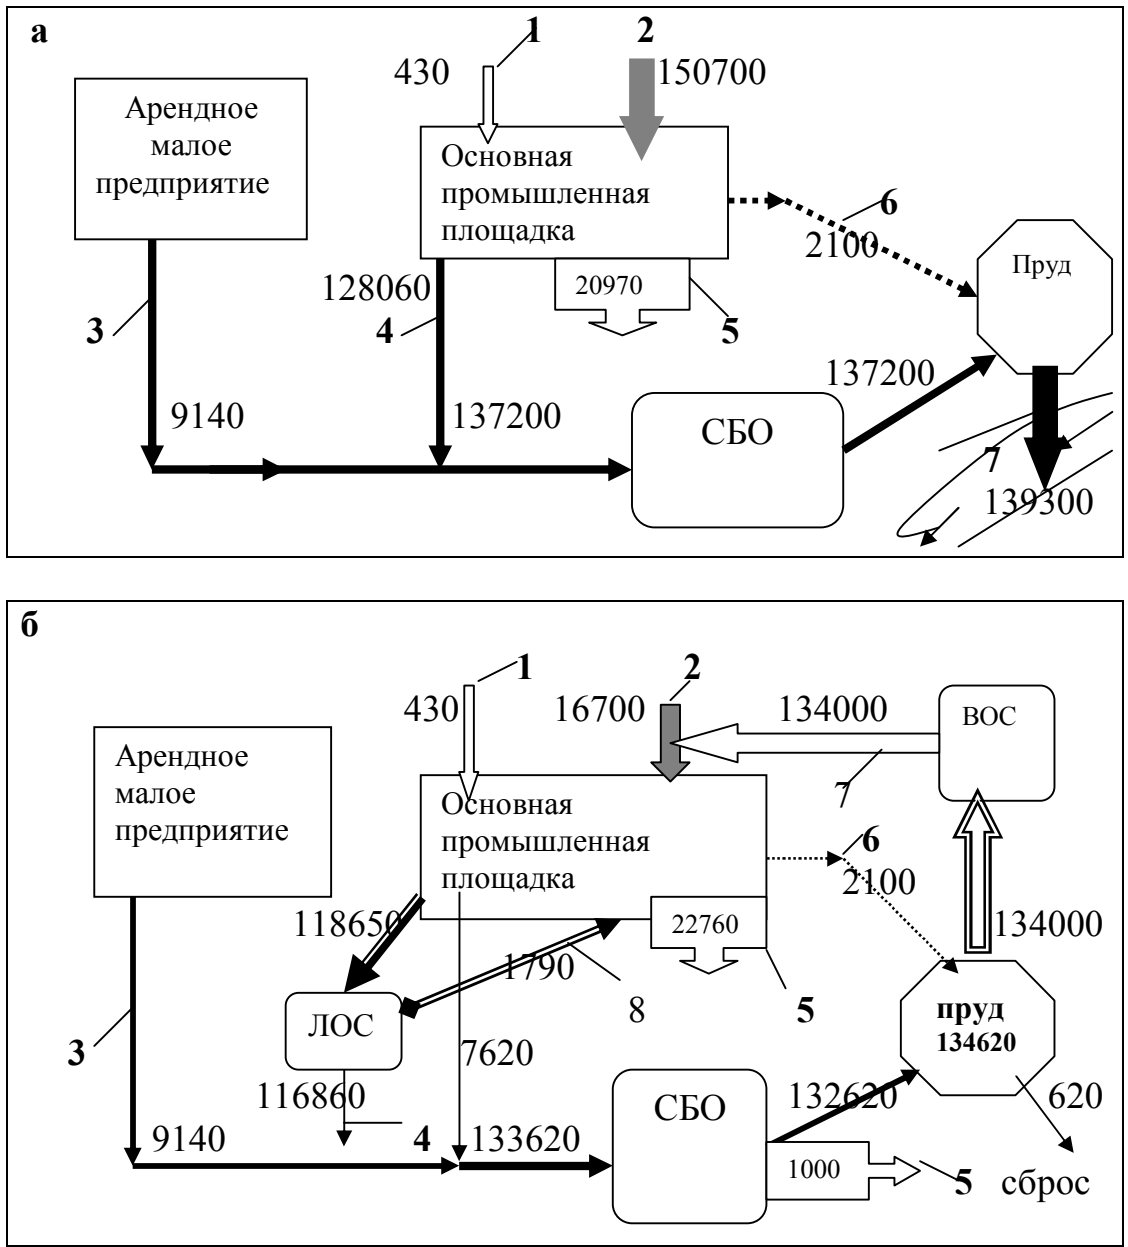 а
1
2
430
150700
Арендное
малое
предприятие
Основная
промышленная
площадка
6
2100
Пруд
128060
20970
3
4
5
137200
9140
137200
СБО
7
139300
б
1
2
430
16700
134000
ВОС
Арендное
малое
предприятие
7
Основная
промышленная
площадка
6
2100
118650
22760
134000
1790
8
5
пруд
134620
ЛОС
3
7620
116860
СБО
132620
620
9140
4
133620
1000
5
сброс